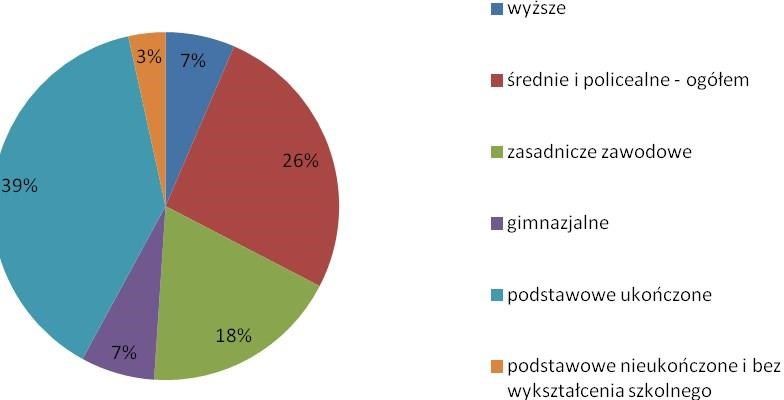 wyższe
3%
7%
średnie i policealne - ogółem
26%
zasadnicze zawodowe
39%
gimnazjalne
podstawowe ukończone
18%
7%
podstawowe nieukończone i bez
wykształcenia szkolnego